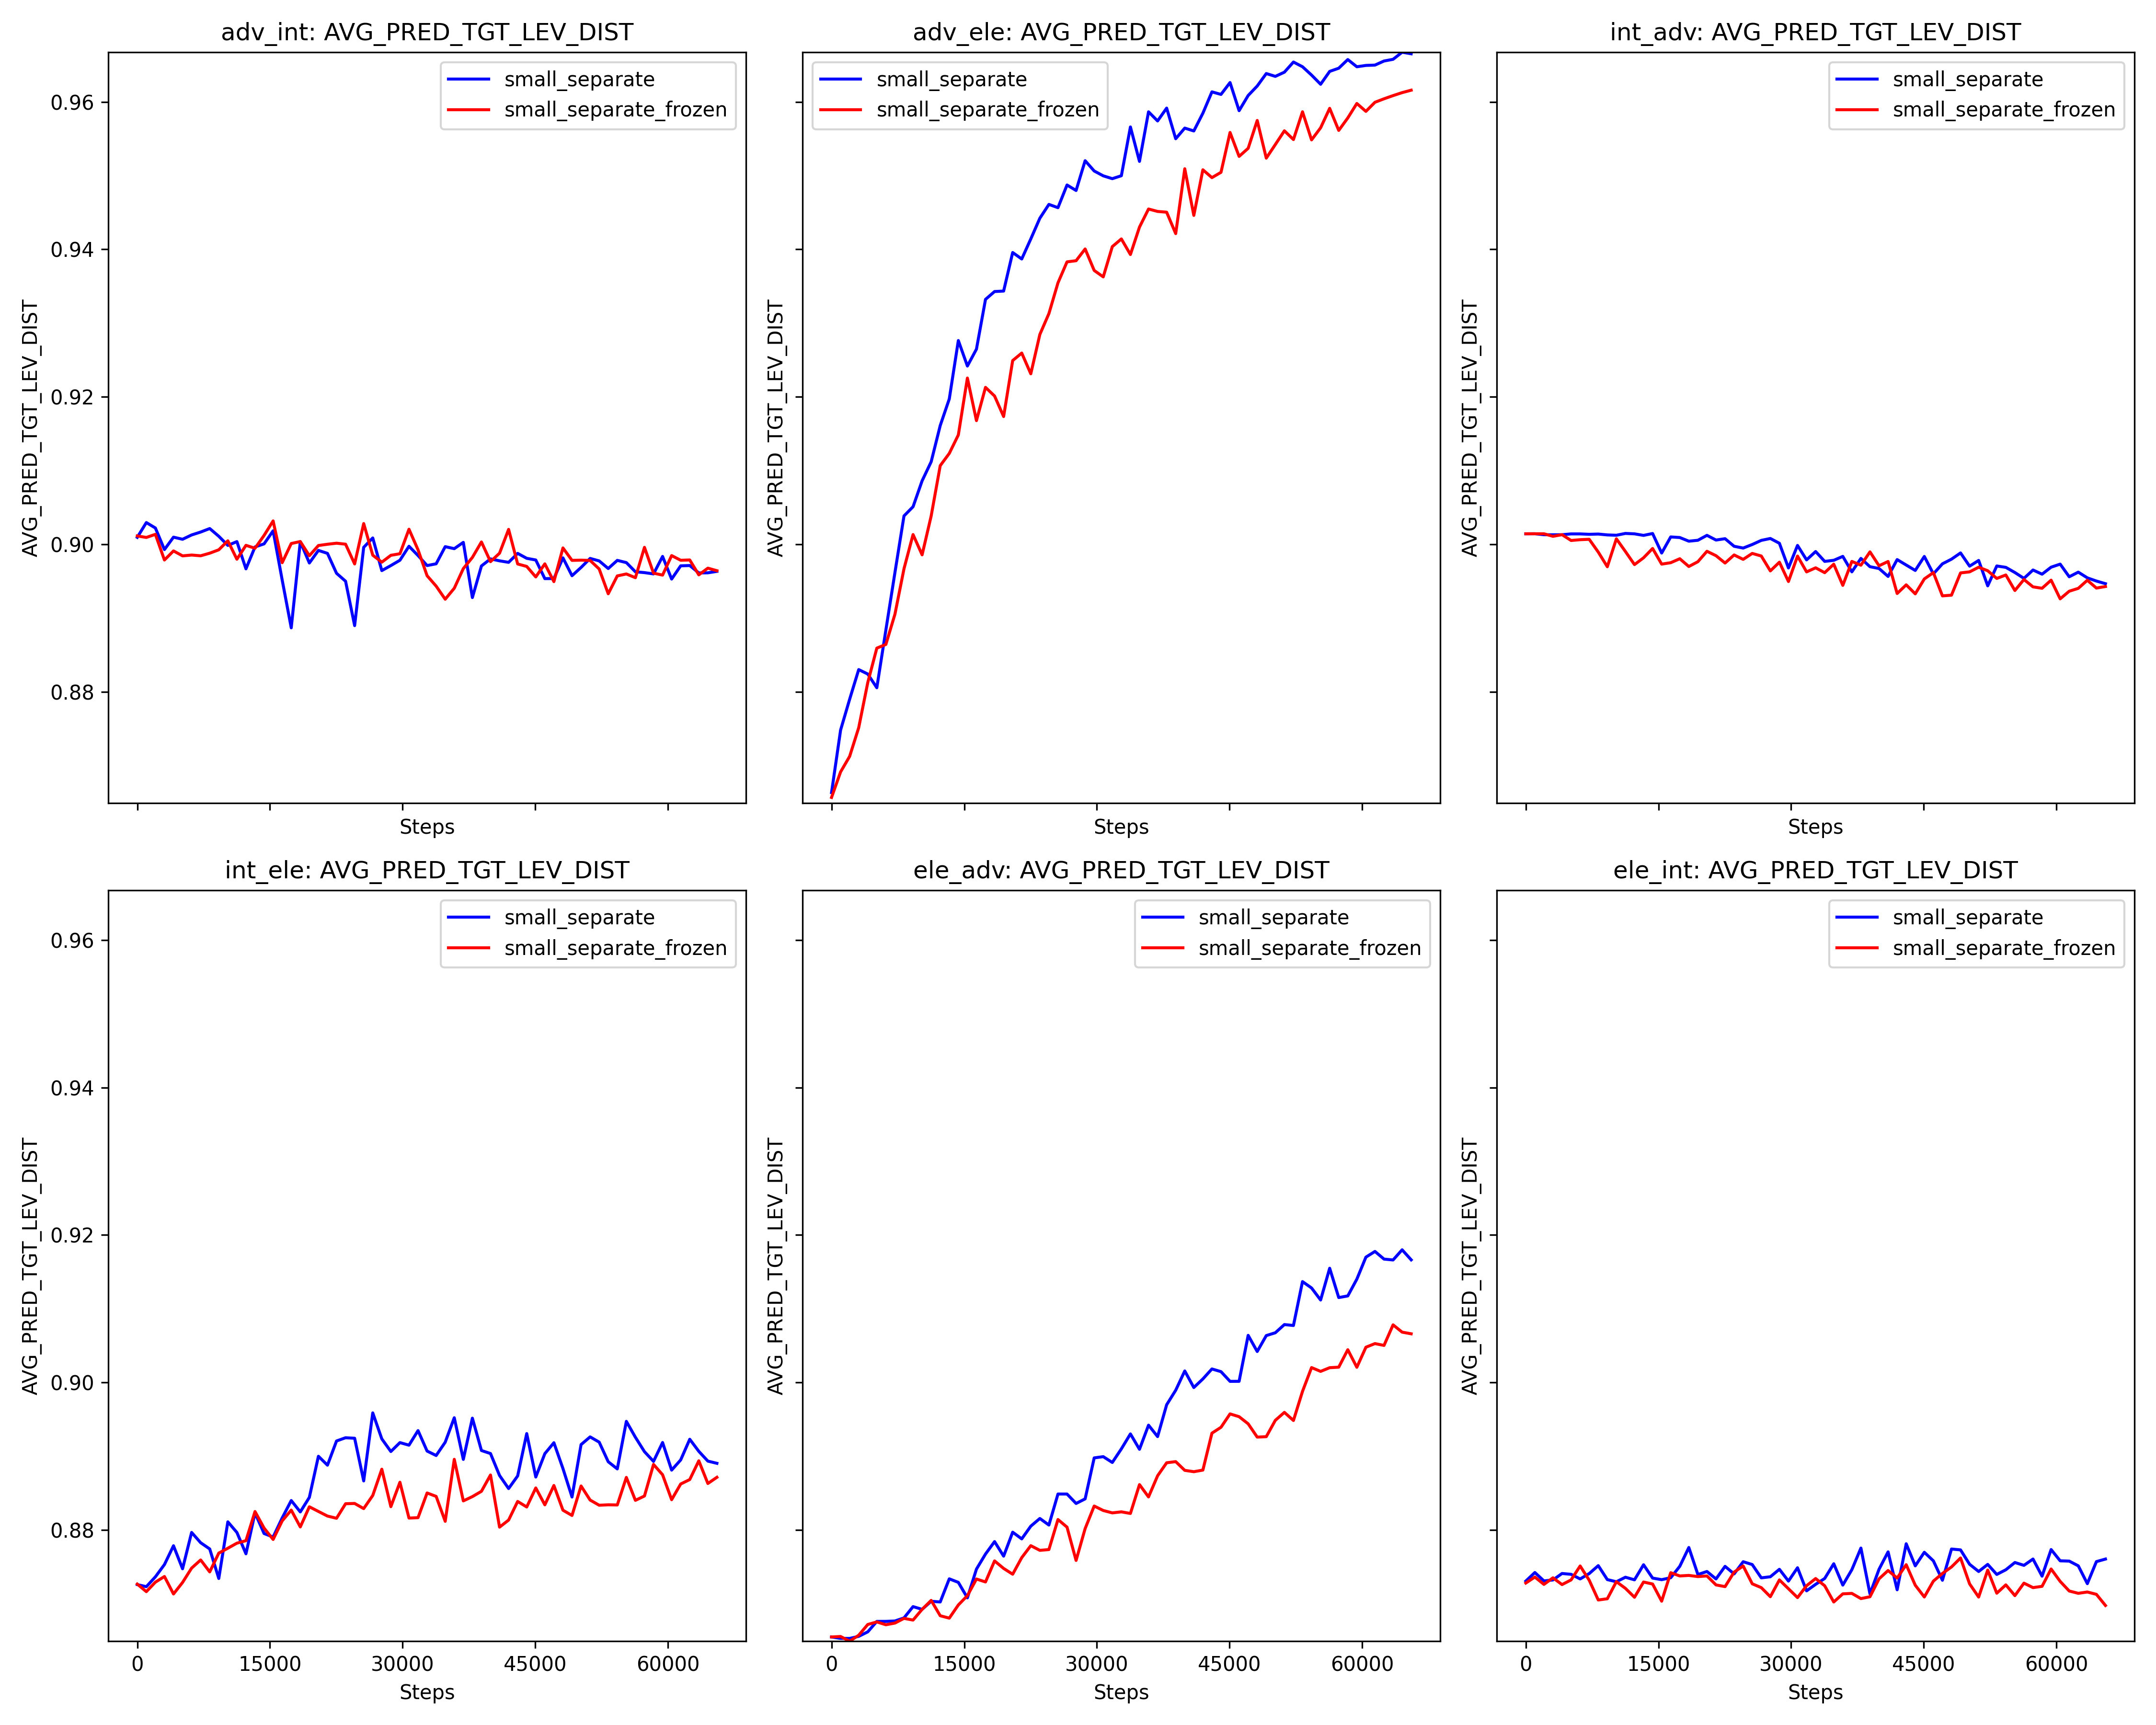 adv_int: AVG_PRED_TGT_LEV_DIST
AVG_PRED_TGT_LEV_DIST
0.96
0.94
0.92
0.90
0.88
small_separate
small_separate_frozen
Steps
adv_ele: AVG_PRED_TGT_LEV_DIST
AVG_PRED_TGT_LEV_DIST
small_separate
small_separate_frozen
Steps
int_adv: AVG_PRED_TGT_LEV_DIST
AVG_PRED_TGT_LEV_DIST
small_separate
small_separate_frozen
Steps
int_ele: AVG_PRED_TGT_LEV_DIST
AVG_PRED_TGT_LEV_DIST
0.96
0.94
0.92
0.90
0.88
small_separate
small_separate_frozen
0 15000 30000 45000 60000
Steps
ele_adv: AVG_PRED_TGT_LEV_DIST
AVG_PRED_TGT_LEV_DIST
small_separate
small_separate_frozen
0 15000 30000 45000 60000
Steps
ele_int: AVG_PRED_TGT_LEV_DIST
AVG_PRED_TGT_LEV_DIST
small_separate
small_separate_frozen
0 15000 30000 45000 60000
Steps